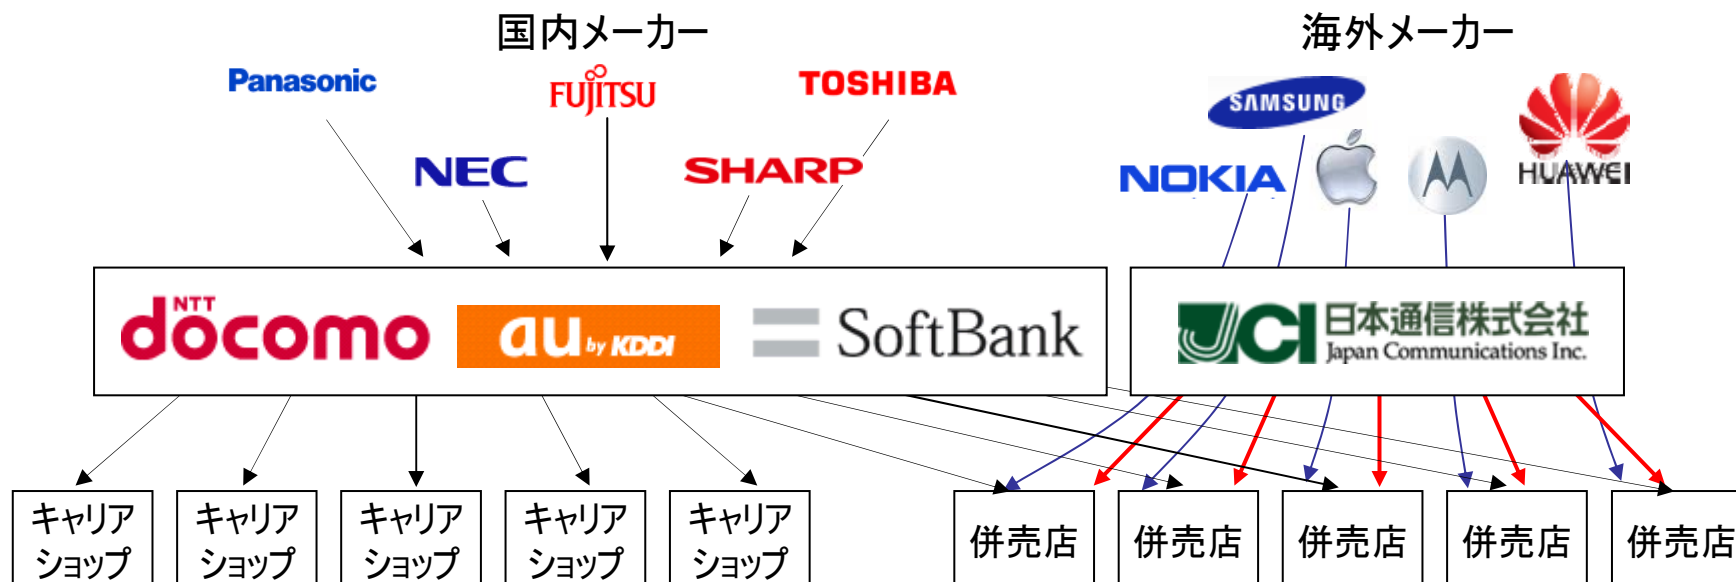 国内メーカー
海外メーカー
Panasonic
FUJITSU
TOSHIBA
SAMSUNG
NEC
SHARP
NOKIA
HUAWEI
NTT
docomo
au by KDDI
SoftBank
JCI
日本通信株式会社
Japan Communications Inc.
キャリア
ショップ
キャリア
ショップ
キャリア
ショップ
キャリア
ショップ
キャリア
ショップ
併売店
併売店
併売店
併売店
併売店